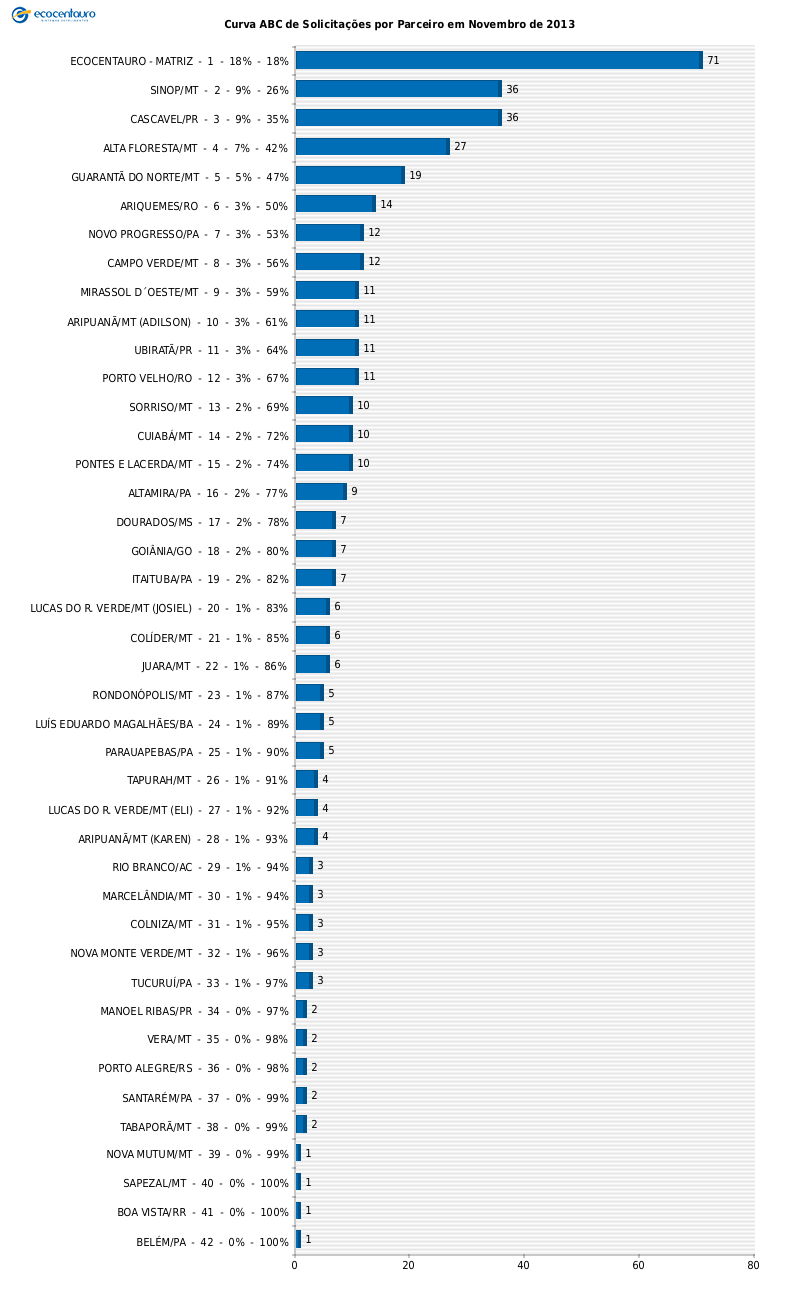 ecocentauro
Curva ABC de Solicitações por Parceiro em Novembro de 2013
ECOCENTAURO - MATRIZ - 1 - 18% - 18% 71
SINOP/MT - 2 - 9% - 26% 36
CASCAVEL/PR - 3 - 9% - 35% 36
ALTA FLORESTA/MT - 4 - 7% - 42% 27
GUARANTÃ DO NORTE/MT - 5 - 5% - 47% 19
ARIQUEMES/RO - 6 - 3% - 50% 14
NOVO PROGRESSO/PA - 7 - 3% - 53% 12
CAMPO VERDE/MT - 8 - 3% - 56% 12
MIRASSOL D´OESTE/MT - 9 - 3% - 59% 11
ARIPUANÃ/MT (ADILSON) - 10 - 3% - 61% 11
UBIRATÃ/PR - 11 - 3% - 64% 11
PORTO VELHO/RO - 12 - 3% - 67% 11
SORRISO/MT - 13 - 2% - 69% 10
CUIABÁ/MT - 14 - 2% - 72% 10
PONTES E LACERDA/MT - 15 - 2% - 74% 10
ALTAMIRA/PA - 16 - 2% - 77% 9
DOURADOS/MS - 17 - 2% - 78% 7
GOIÂNIA/GO - 18 - 2% - 80% 7
ITAITUBA/PA - 19 - 2% - 82% 7
LUCAS DO R. VERDE/MT (JOSIEL) - 20 - 1% - 83% 6
COLÍDER/MT - 21 - 1% - 85% 6
JUARA/MT - 22 - 1% - 86% 6
RONDONÓPOLIS/MT - 23 - 1% - 87% 5
LUÍS EDUARDO MAGALHÃES/BA - 24 - 1% - 89% 5
PARAUAPEBAS/PA - 25 - 1% - 90% 5
TAPURAH/MT - 26 - 1% - 91% 4
LUCAS DO R. VERDE/MT (ELI) - 27 - 1% - 92% 4
ARIPUANÃ/MT (KAREN) - 28 - 1% - 93% 4
RIO BRANCO/AC - 29 - 1% - 94% 3
MARCELÂNDIA/MT - 30 - 1% - 94% 3
COLNIZA/MT - 31 - 1% - 95% 3
NOVA MONTE VERDE/MT - 32 - 1% - 96% 3
TUCURUÍ/PA - 33 - 1% - 97% 3
MANOEL RIBAS/PR - 34 - 0% - 97% 2
VERA/MT - 35 - 0% - 98% 2
PORTO ALEGRE/RS - 36 - 0% - 98% 2
SANTARÉM/PA - 37 - 0% - 99% 2
TABAPORÃ/MT - 38 - 0% - 99% 2
NOVA MUTUM/MT - 39 - 0% - 99% 1
SAPEZAL/MT - 40 - 0% - 100% 1
BOA VISTA/RR - 41 - 0% - 100% 1
BELÉM/PA - 42 - 0% - 100% 1
0 20 40 60 80